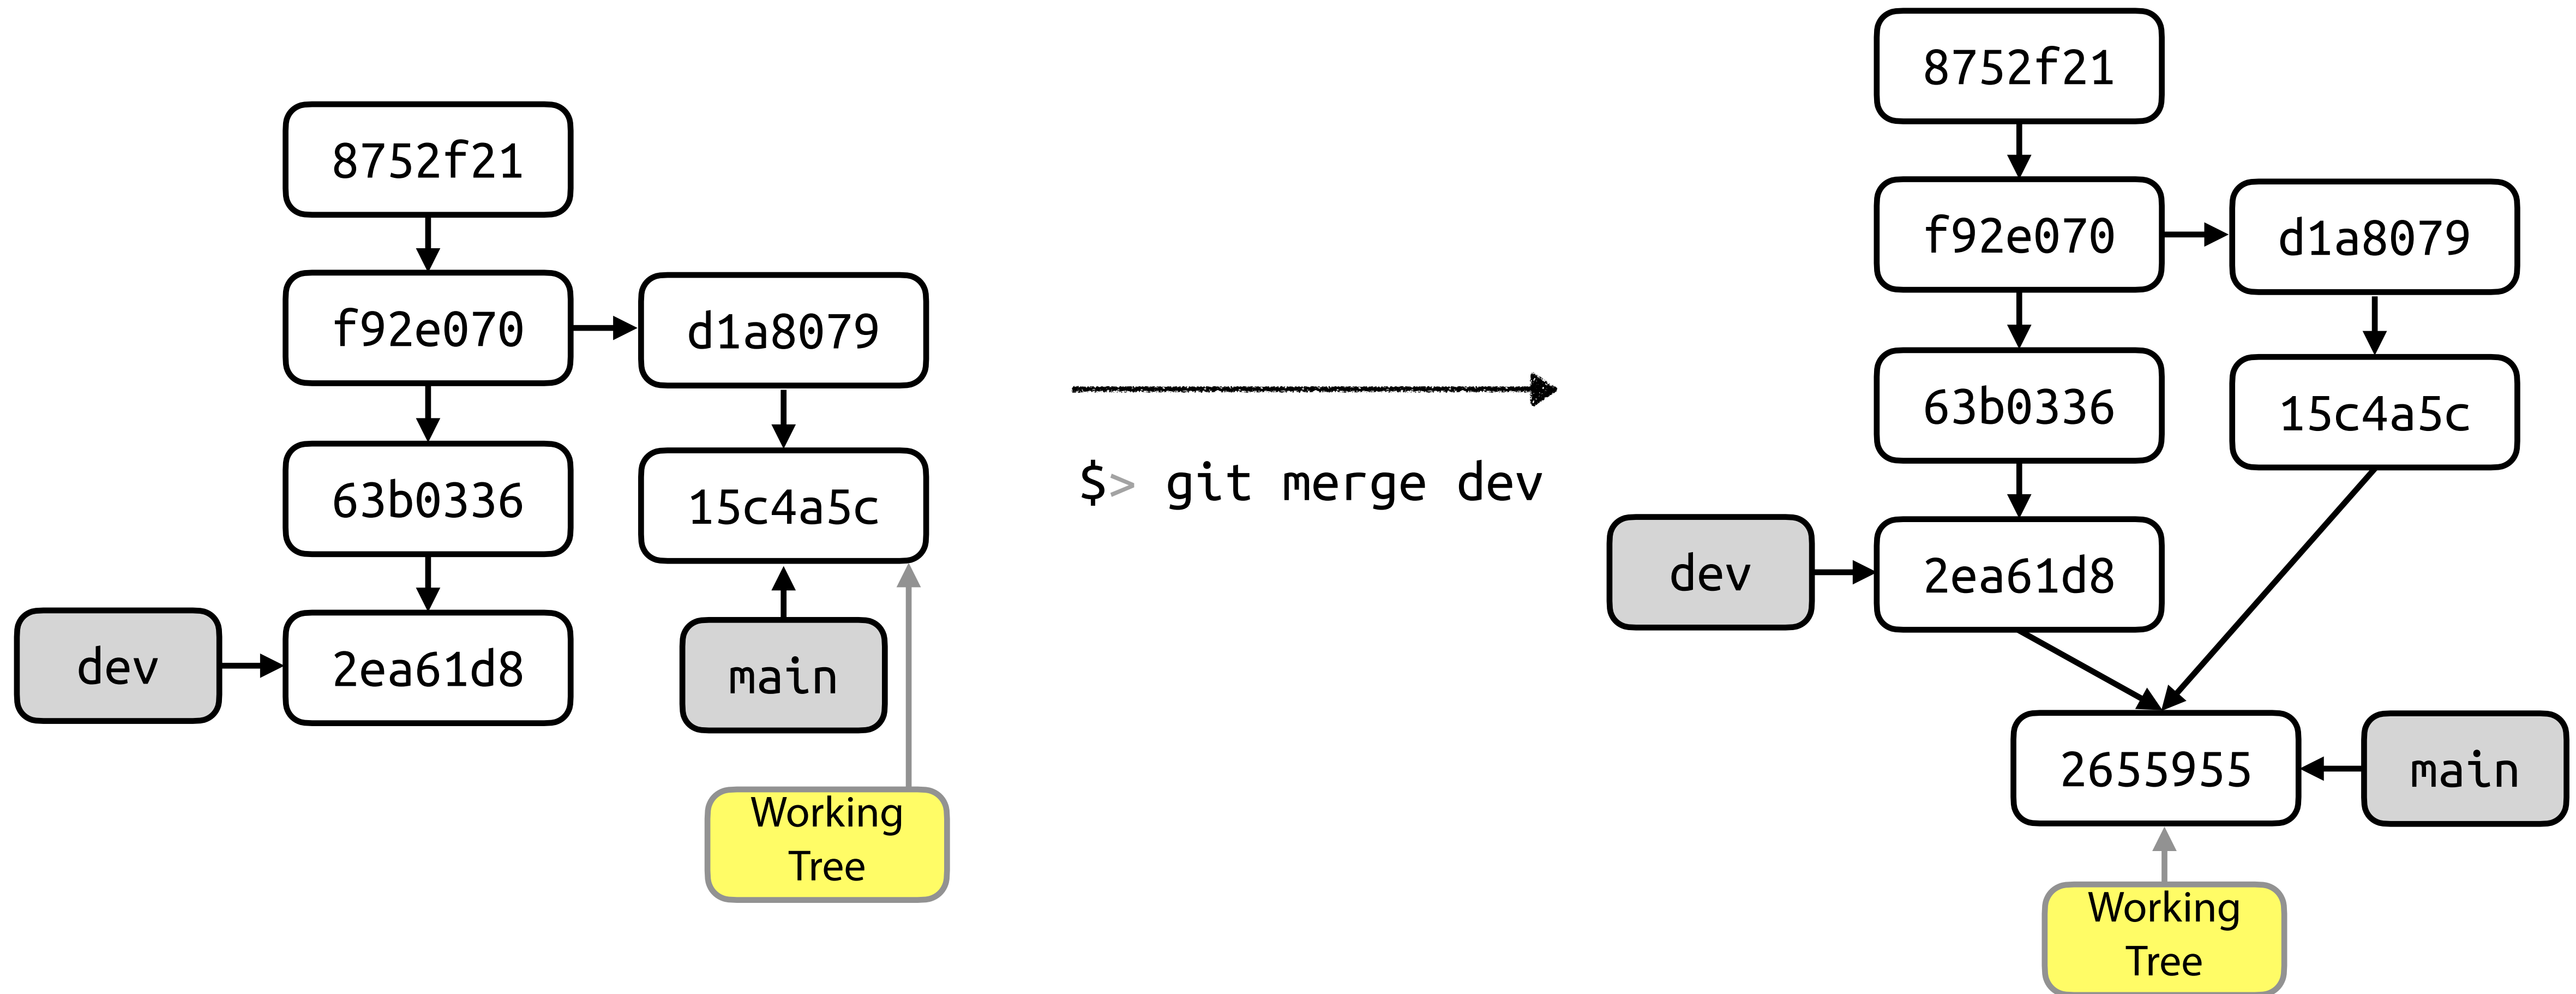 8752f21
f92e070
d1a8079
63b0336
15c4a5c
dev
2ea61d8
main
Working
Tree
$> git merge dev
8752f21
f92e070
d1a8079
63b0336
15c4a5c
dev
2ea61d8
2655955
main
Working
Tree